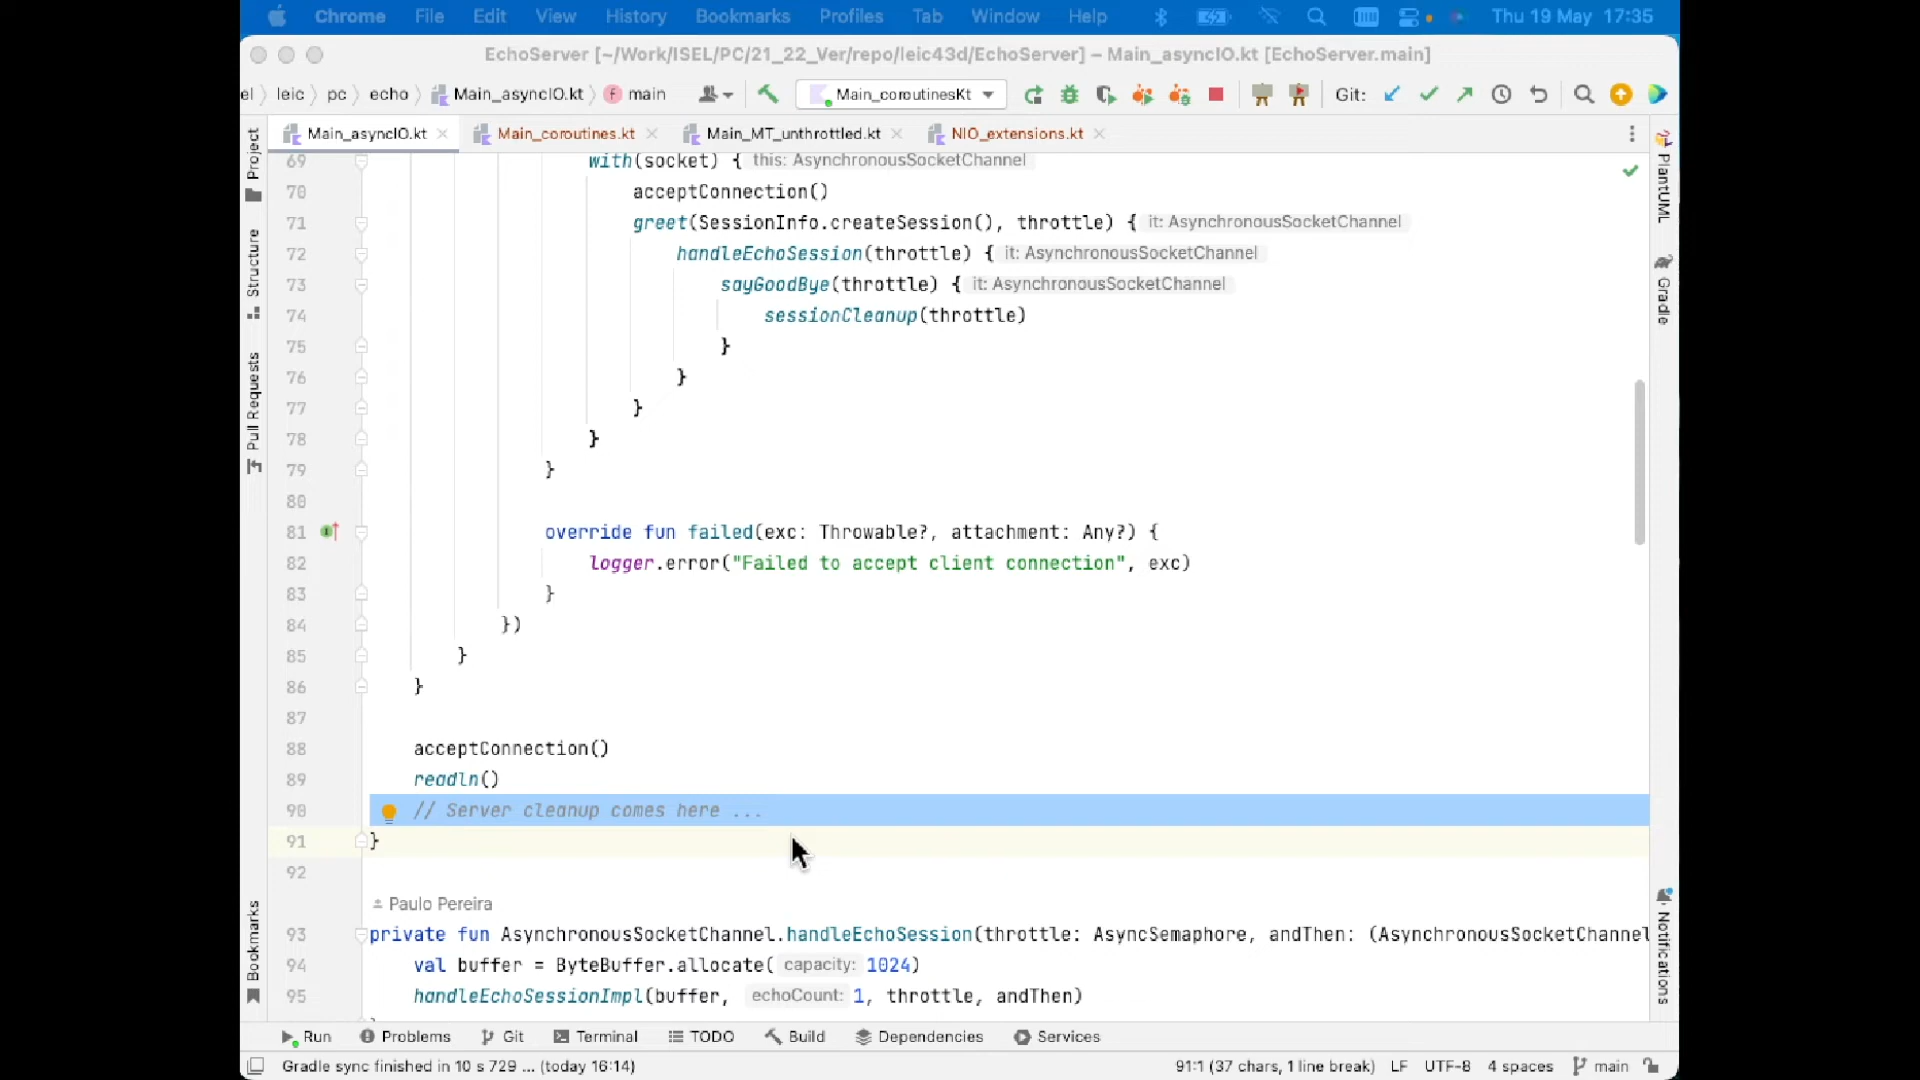 Chrome File Edit View History Bookmarks Profiles Tab Window Help Thu 19 May 17:35
EchoServer [~/Work/ISEL/PC/21_22_Ver/repo/leic43d/EchoServer] – Main_asyncIO.kt [EchoServer.main]
el leic pc echo Main_asyncIO.kt main Main_coroutinesKt Git:
Main_asyncIO.kt Main_coroutines.kt Main_MT_unthrottled.kt NIO_extensions.kt
Project
Structure
Pull Requests
Bookmarks
69 with(socket) { this: AsynchronousSocketChannel
70 acceptConnection()
71 greet(SessionInfo.createSession(), throttle) { it: AsynchronousSocketChannel
72 handleEchoSession(throttle) { it: AsynchronousSocketChannel
73 sayGoodBye(throttle) { it: AsynchronousSocketChannel
74 sessionCleanup(throttle)
75 }
76 }
77 }
78 }
79 }
80
81 override fun failed(exc: Throwable?, attachment: Any?) {
82 logger.error("Failed to accept client connection", exc)
83 }
84 })
85 }
86 }
87
88 acceptConnection()
89 readln()
90 // Server cleanup comes here ...
91 }
92
Paulo Pereira
93 private fun AsynchronousSocketChannel.handleEchoSession(throttle: AsyncSemaphore, andThen: (AsynchronousSocketChannel
94 val buffer = ByteBuffer.allocate( capacity: 1024)
95 handleEchoSessionImpl(buffer, echoCount: 1, throttle, andThen)
PlantUML
Gradle
Notifications
Run Problems Git Terminal TODO Build Dependencies Services
Gradle sync finished in 10 s 729 ... (today 16:14) 91:1 (37 chars, 1 line break) LF UTF-8 4 spaces main